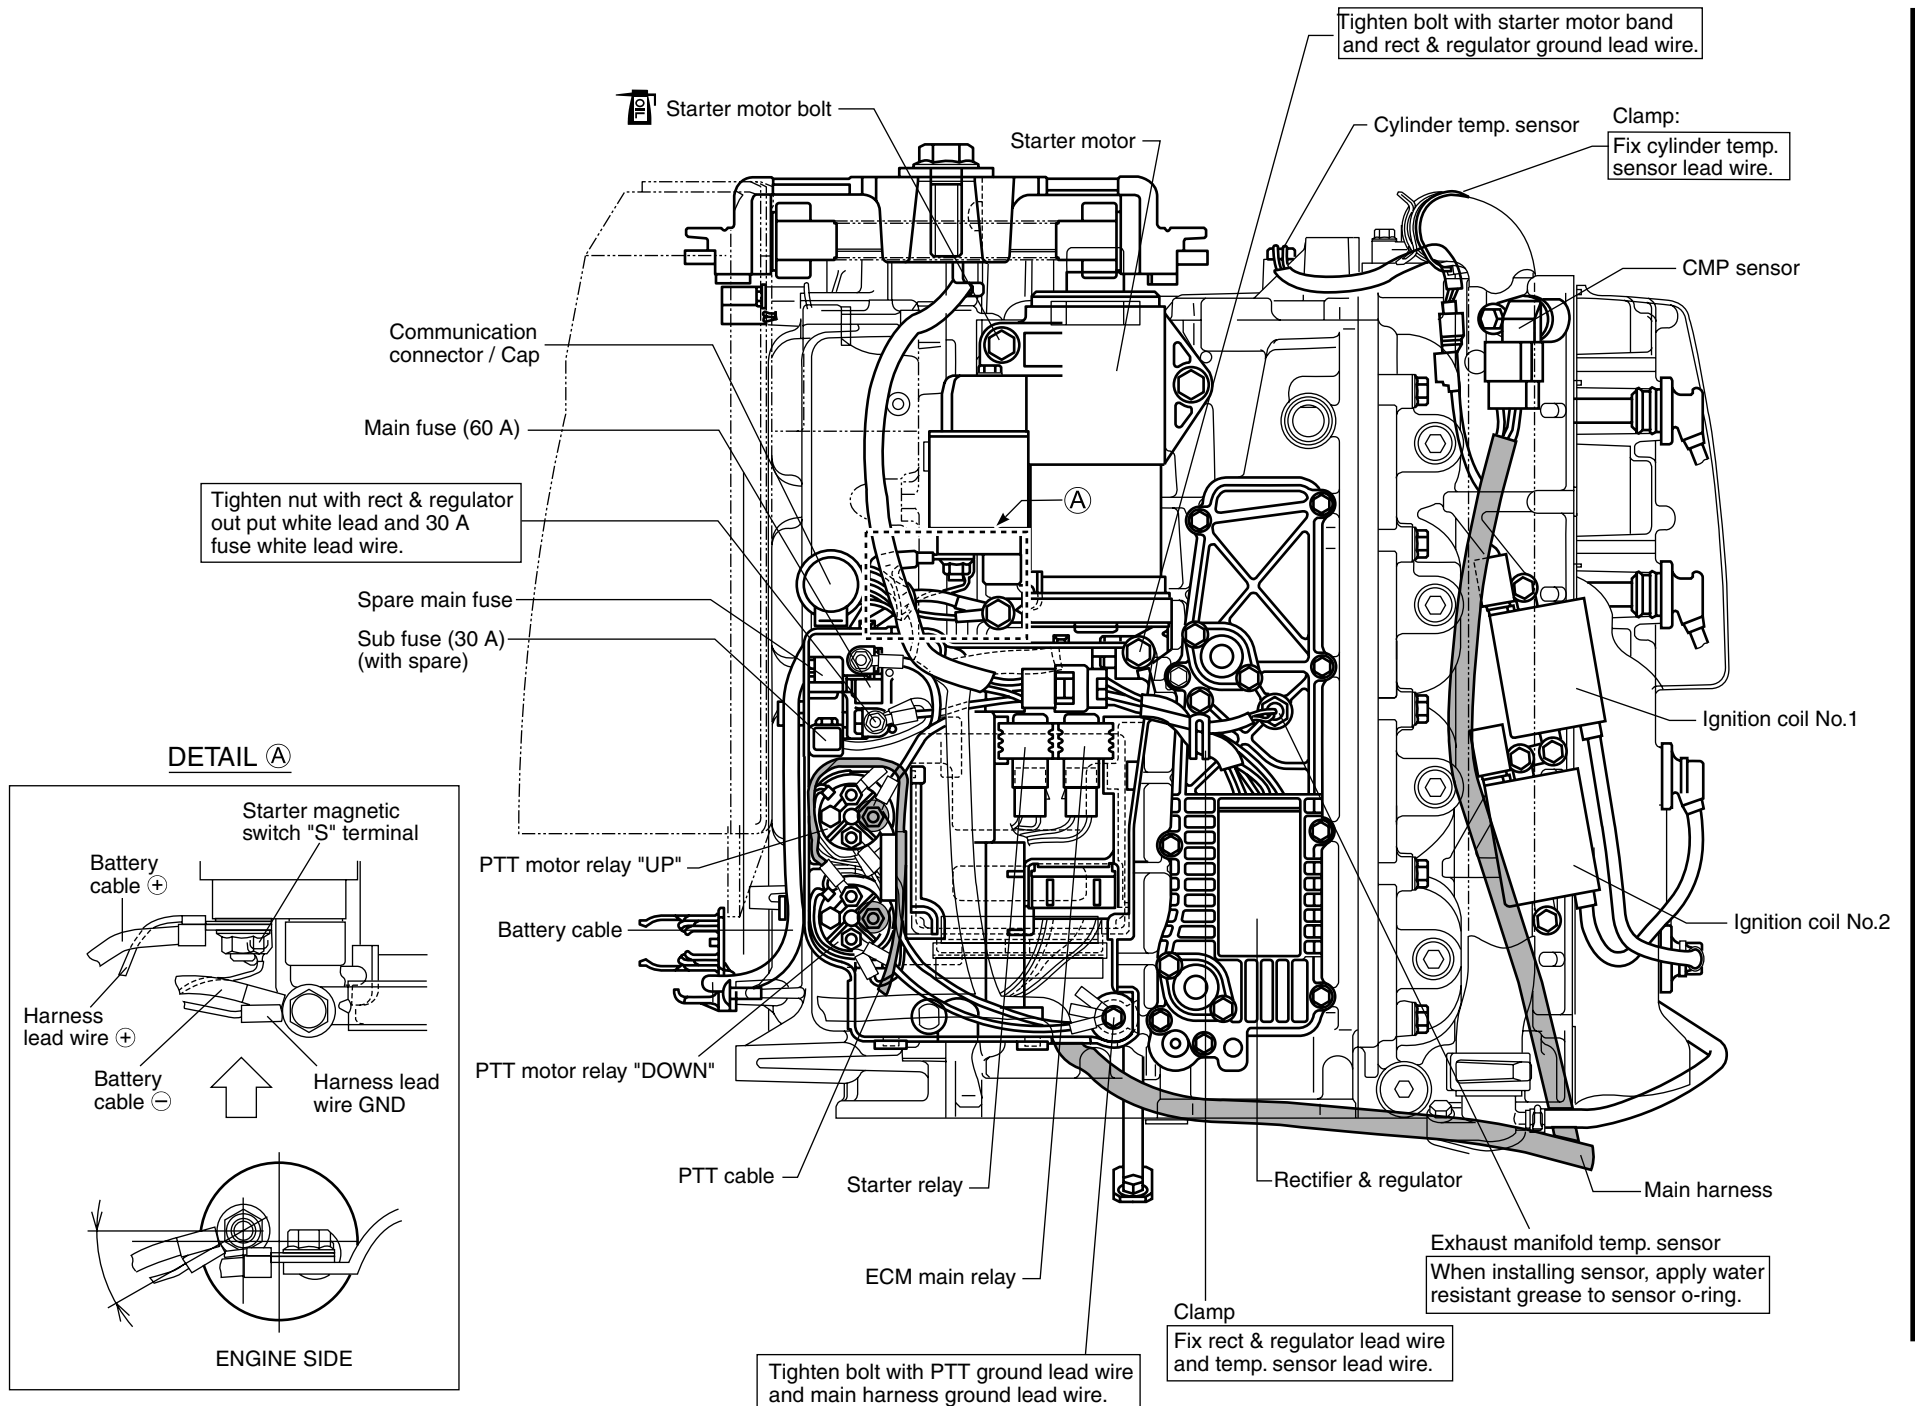 Tighten bolt with starter motor band
and rect & regulator ground lead wire.
OIL
Starter motor bolt
Starter motor
Cylinder temp. sensor
Clamp:
Fix cylinder temp.
sensor lead wire.
CMP sensor
Communication
connector / Cap
Main fuse (60 A)
Tighten nut with rect & regulator
out put white lead and 30 A
fuse white lead wire.
A
Spare main fuse
Sub fuse (30 A)
(with spare)
Ignition coil No.1
DETAIL Ⓐ
Starter magnetic
switch "S" terminal
Battery
cable ⊕
Harness
lead wire ⊕
Battery
cable ⊖
Harness lead
wire GND
ENGINE SIDE
PTT motor relay "UP"
Battery cable
Ignition coil No.2
PTT motor relay "DOWN"
PTT cable
Starter relay
Rectifier & regulator
Main harness
Exhaust manifold temp. sensor
When installing sensor, apply water
resistant grease to sensor o-ring.
ECM main relay
Clamp
Fix rect & regulator lead wire
and temp. sensor lead wire.
Tighten bolt with PTT ground lead wire
and main harness ground lead wire.